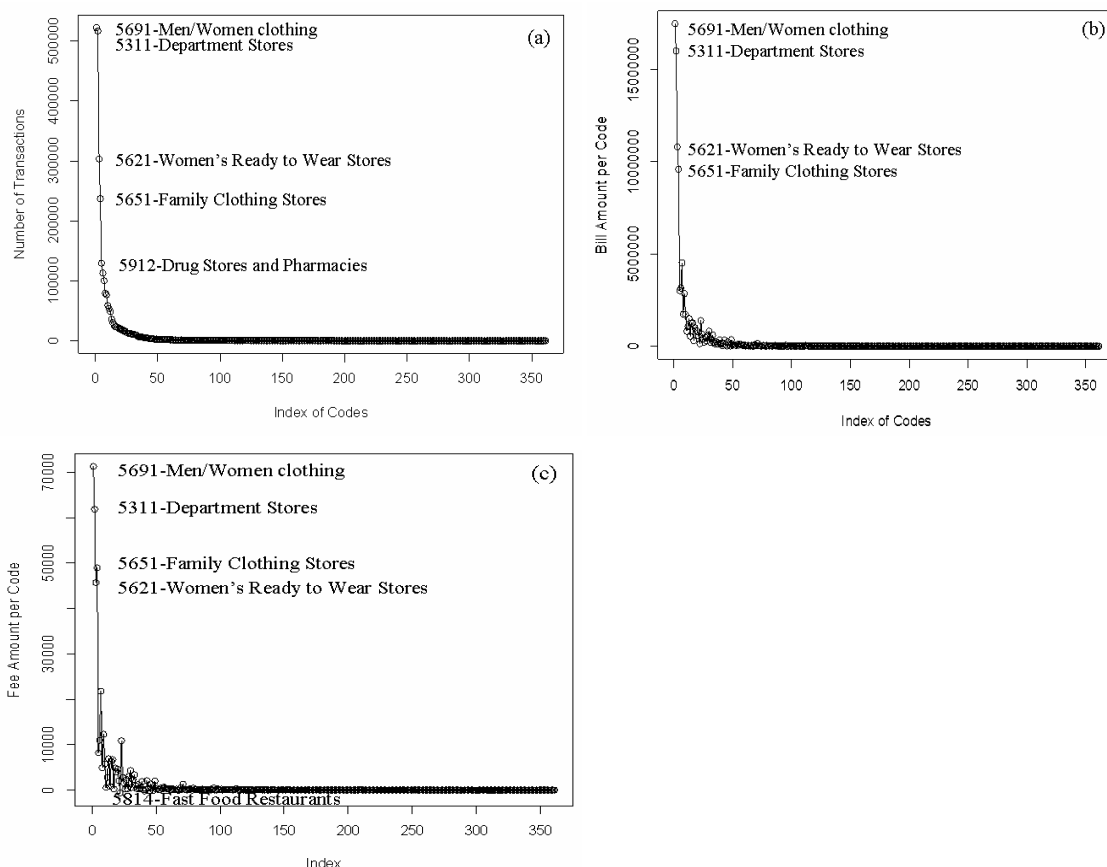 (a)
5691-Men/Women clothing
5311-Department Stores
5621-Women's Ready to Wear Stores
5651-Family Clothing Stores
5912-Drug Stores and Pharmacies
Number of Transactions
0 100000 200000 300000 400000 500000
0 50 100 150 200 250 300 350
Index of Codes
(b)
5691-Men/Women clothing
5311-Department Stores
5621-Women's Ready to Wear Stores
5651-Family Clothing Stores
Bill Amount per Code
0 5000000 10000000 15000000
0 50 100 150 200 250 300 350
Index of Codes
(c)
5691-Men/Women clothing
5311-Department Stores
5651-Family Clothing Stores
5621-Women's Ready to Wear Stores
5814-Fast Food Restaurants
Fee Amount per Code
0 10000 30000 50000 70000
0 50 100 150 200 250 300 350
Index